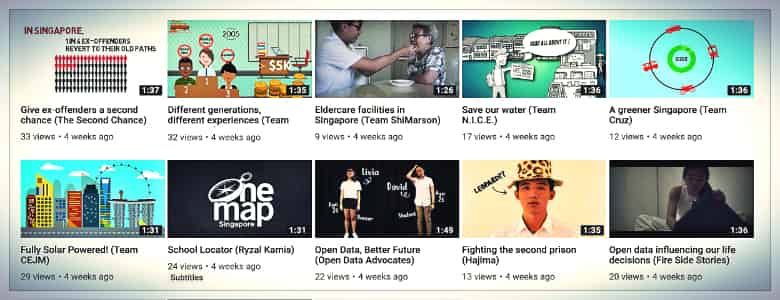 IN SINGAPORE,
1 IN 4 EX-OFFENDERS
REVERT TO THEIR OLD PATHS
1:37
2005
$5K
1:35
1:26
READ ALL ABOUT IT!
1:36
1:36
Give ex-offenders a second
chance (The Second Chance)
33 views • 4 weeks ago
Different generations,
different experiences (Team
32 views • 4 weeks ago
Eldercare facilities in
Singapore (Team ShiMarson)
9 views • 4 weeks ago
Save our water (Team
N.I.C.E.)
17 views • 4 weeks ago
A greener Singapore (Team
Cruz)
12 views • 4 weeks ago
1:31
One
map
Singapore
1:31
Livia
David
Student
1:49
LEOPARD?
1:35
1:36
Fully Solar Powered! (Team
CEJM)
29 views • 4 weeks ago
School Locator (Ryzal Kamis)
24 views • 4 weeks ago
Subtitles
Open Data, Better Future
(Open Data Advocates)
22 views • 4 weeks ago
Fighting the second prison
(Hajima)
13 views • 4 weeks ago
Open data influencing our life
decisions (Fire Side Stories)
20 views • 4 weeks ago